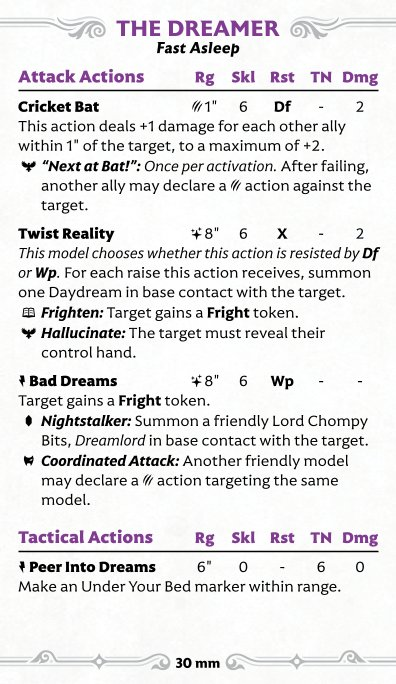 THE DREAMER
Fast Asleep
Attack Actions Rg Skl Rst TN Dmg
Cricket Bat 1" 6 Df - 2
This action deals +1 damage for each other ally
within 1" of the target, to a maximum of +2.
"Next at Bat!": Once per activation. After failing,
another ally may declare a action against the
target.
Twist Reality 8" 6 X - 2
This model chooses whether this action is resisted by Df
or Wp. For each raise this action receives, summon
one Daydream in base contact with the target.
Frighten: Target gains a Fright token.
Hallucinate: The target must reveal their
control hand.
Bad Dreams 8" 6 Wp - -
Target gains a Fright token.
Nightstalker: Summon a friendly Lord Chompy
Bits, Dreamlord in base contact with the target.
Coordinated Attack: Another friendly model
may declare a action targeting the same
model.
Tactical Actions Rg Skl Rst TN Dmg
Peer Into Dreams 6" 0 - 6 0
Make an Under Your Bed marker within range.
30 mm